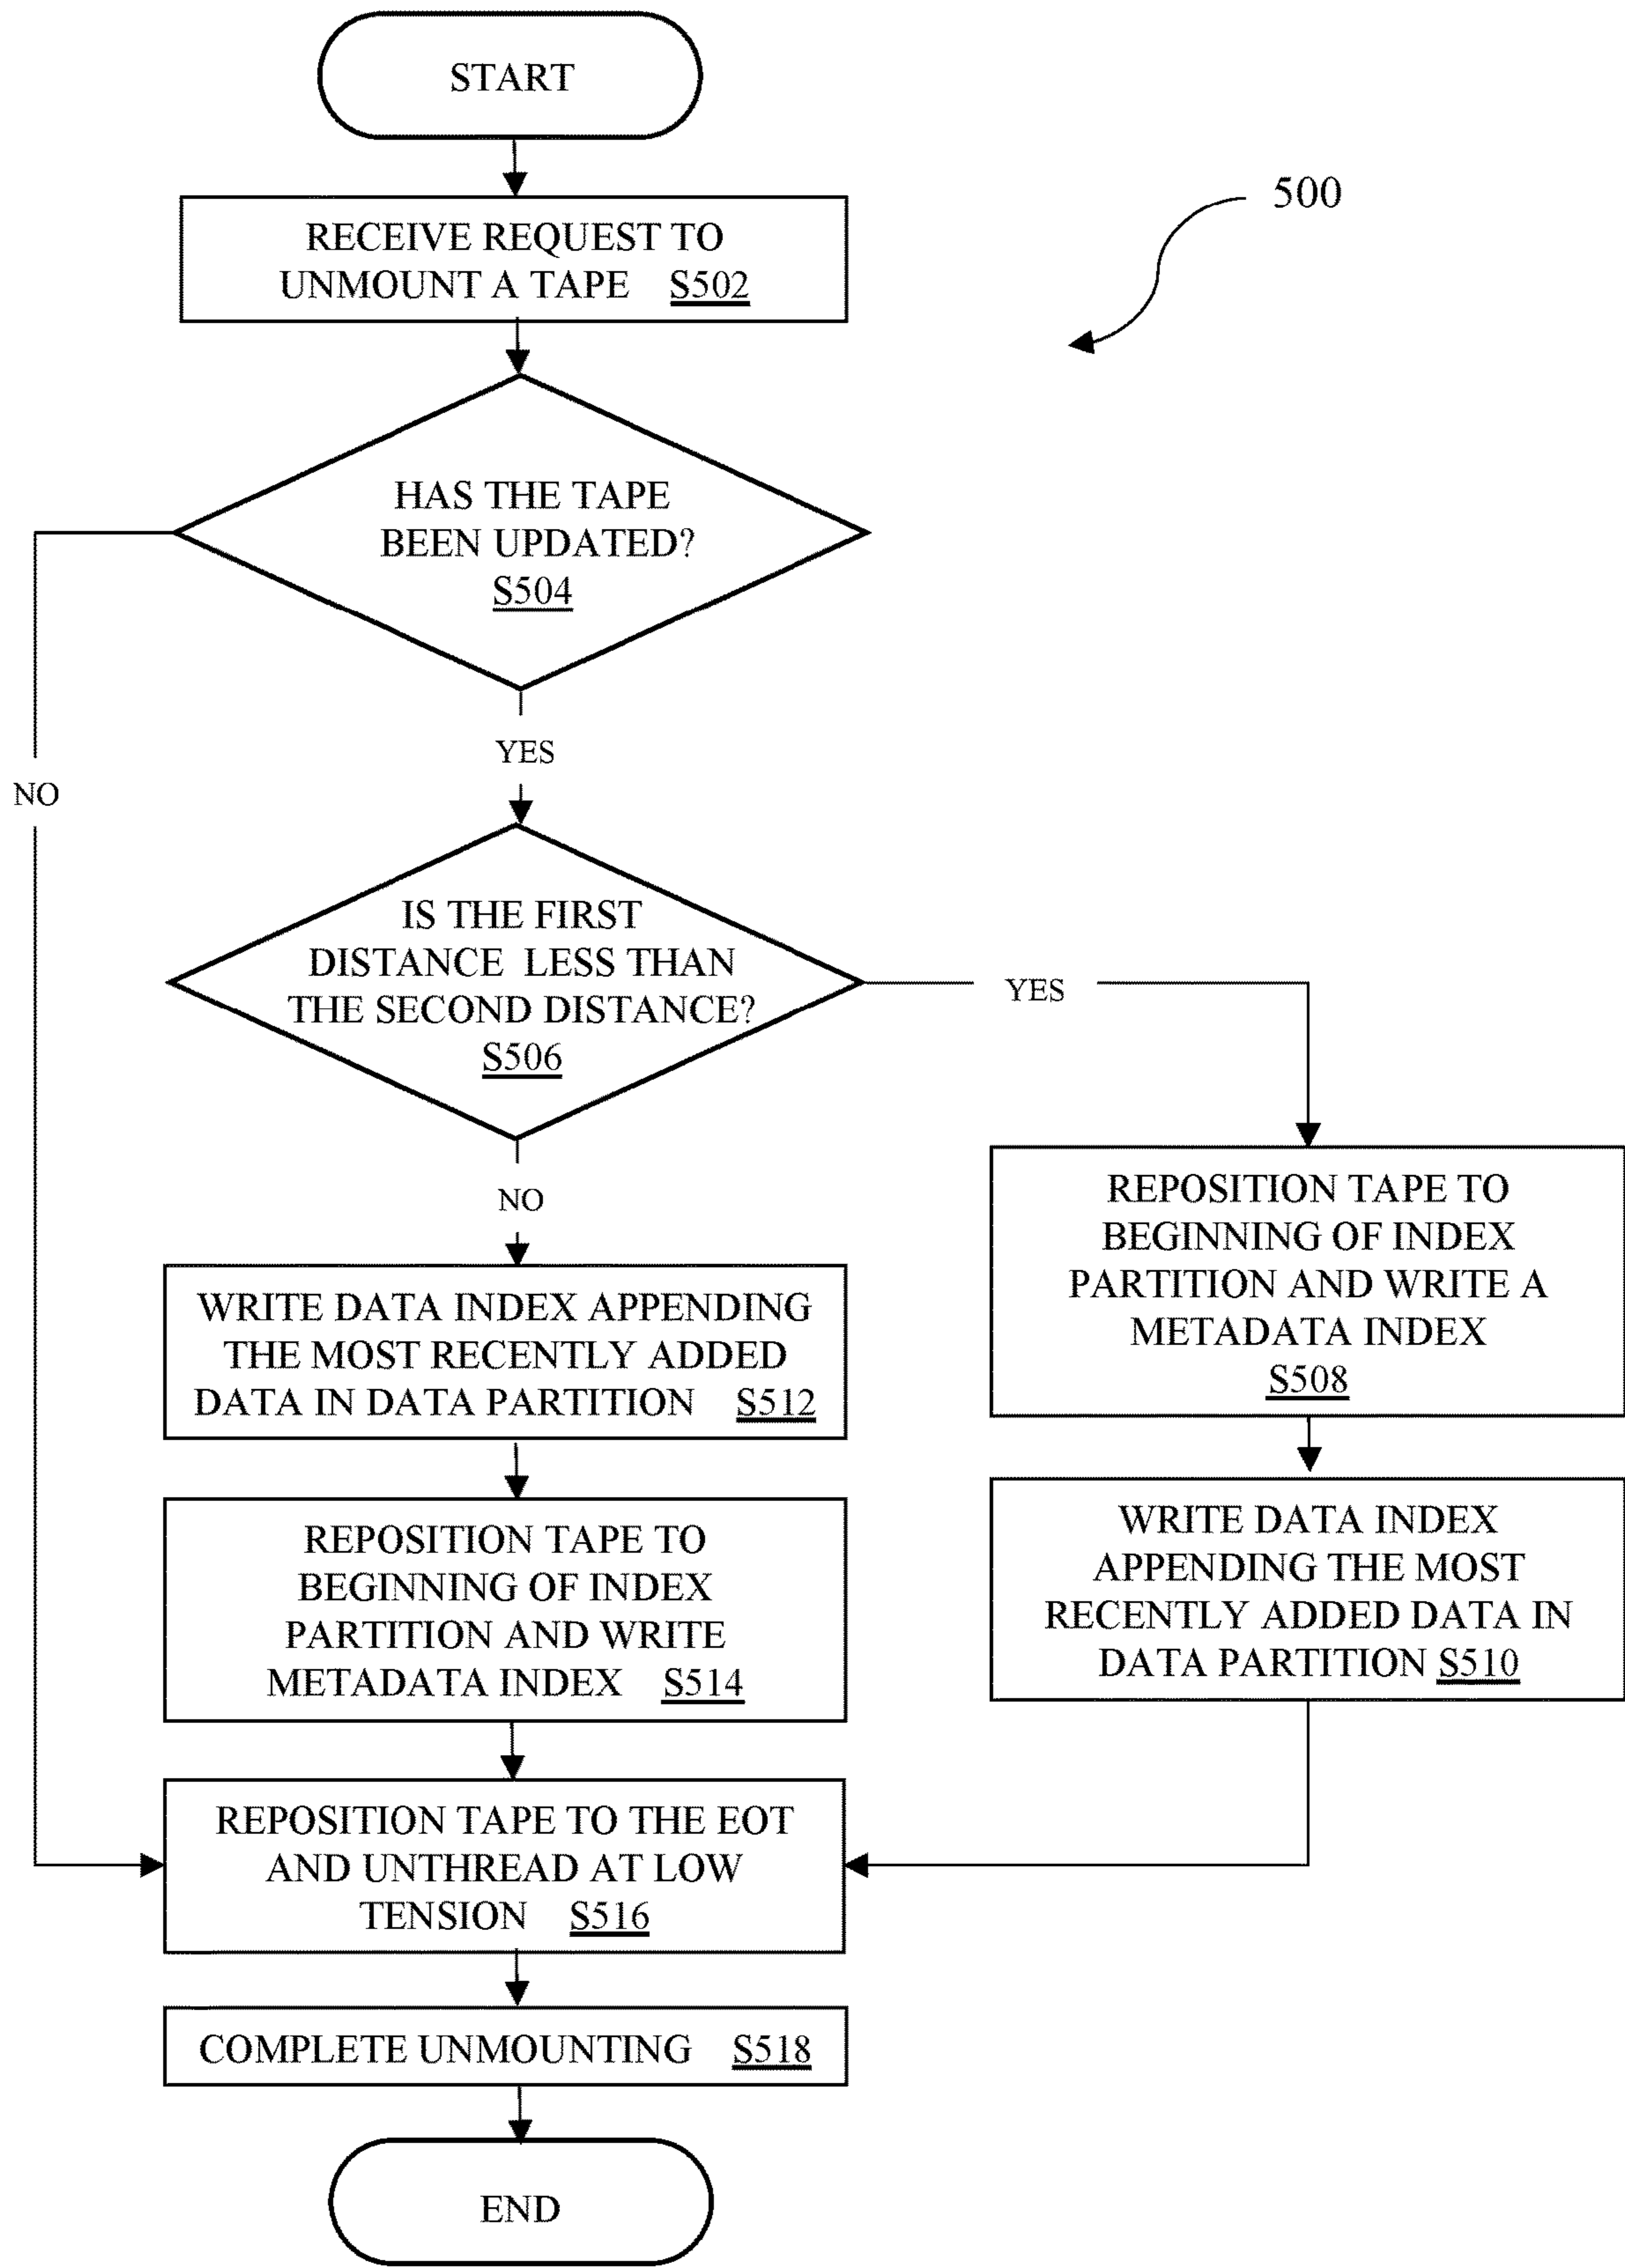 START
500
RECEIVE REQUEST TO
UNMOUNT A TAPE S502
HAS THE TAPE
BEEN UPDATED?
S504
YES
NO
IS THE FIRST
DISTANCE LESS THAN
THE SECOND DISTANCE?
S506
YES
NO
REPOSITION TAPE TO
BEGINNING OF INDEX
PARTITION AND WRITE A
METADATA INDEX
S508
WRITE DATA INDEX APPENDING
THE MOST RECENTLY ADDED
DATA IN DATA PARTITION S512
WRITE DATA INDEX
APPENDING THE MOST
RECENTLY ADDED DATA IN
DATA PARTITION S510
REPOSITION TAPE TO
BEGINNING OF INDEX
PARTITION AND WRITE
METADATA INDEX S514
REPOSITION TAPE TO THE EOT
AND UNTHREAD AT LOW
TENSION S516
COMPLETE UNMOUNTING S518
END